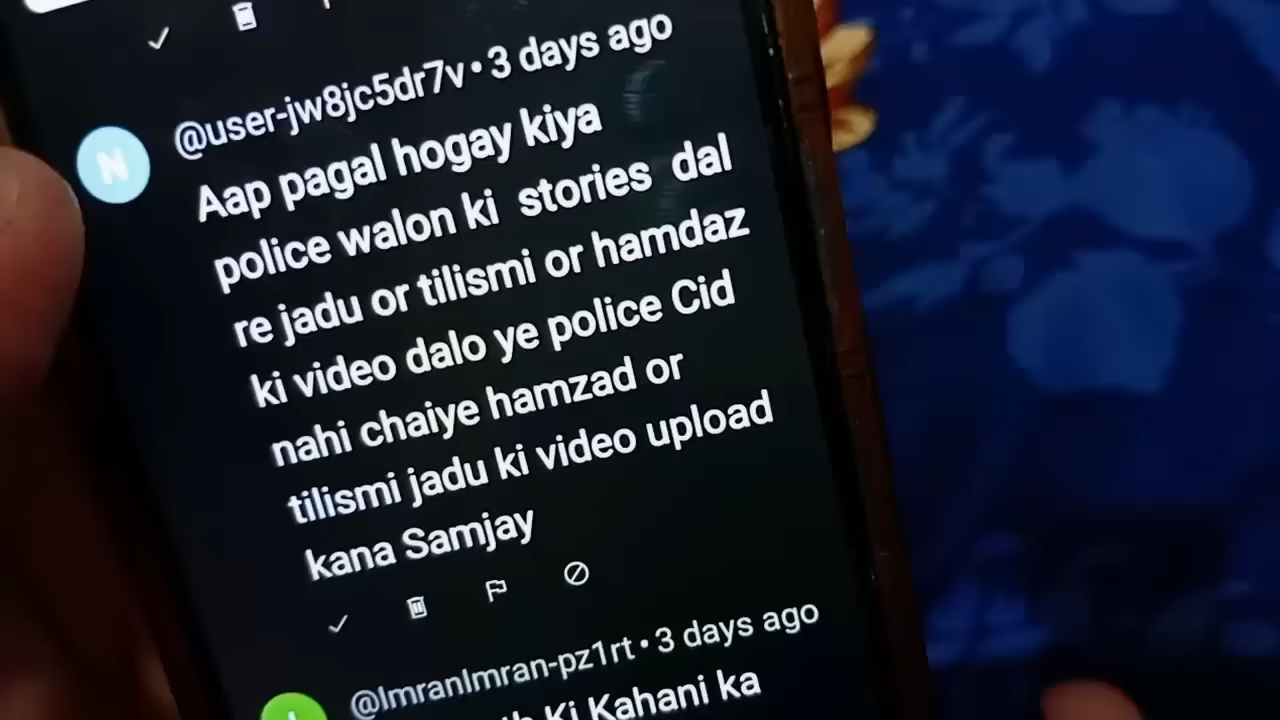 @user-jw8jc5dr7v • 3 days ago
N
Aap pagal hogay kiya
police walon ki stories dal
re jadu or tilismi or hamdaz
ki video dalo ye police Cid
nahi chaiye hamzad or
tilismi jadu ki video upload
kana Samjay
@ImranImran-pz1rt • 3 days ago
Ki Kahani ka